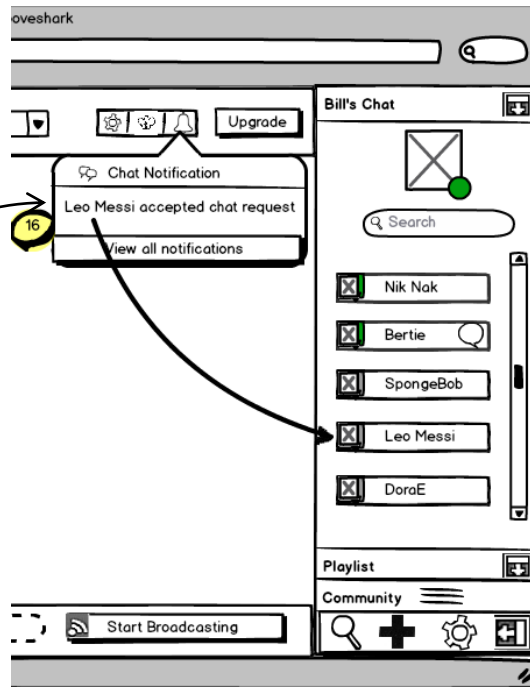 ooveshark
Upgrade
Bill's Chat
Chat Notification
Leo Messi accepted chat request
16
View all notifications
Search
Nik Nak
Bertie
SpongeBob
Leo Messi
DoraE
Playlist
Community
Start Broadcasting